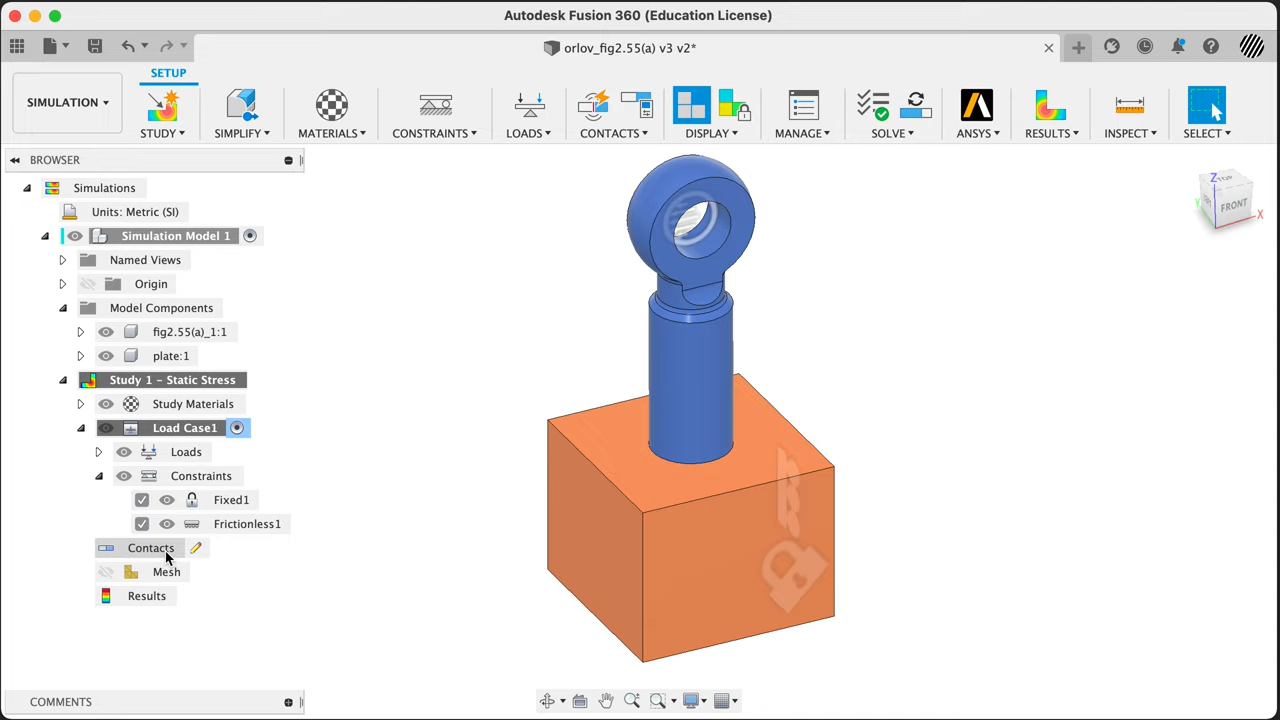 Autodesk Fusion 360 (Education License)
orlov_fig2.55(a) v3 v2*
SETUP
SIMULATION
STUDY
SIMPLIFY
MATERIALS
CONSTRAINTS
LOADS
CONTACTS
DISPLAY
MANAGE
SOLVE
ANSYS
RESULTS
INSPECT
SELECT
BROWSER
Simulations
Units: Metric (SI)
Simulation Model 1
Named Views
Origin
Model Components
fig2.55(a)_1:1
plate:1
Study 1 - Static Stress
Study Materials
Load Case1
Loads
Constraints
Fixed1
Frictionless1
Contacts
Mesh
Results
COMMENTS
Z
TOP
FRONT
X
Y